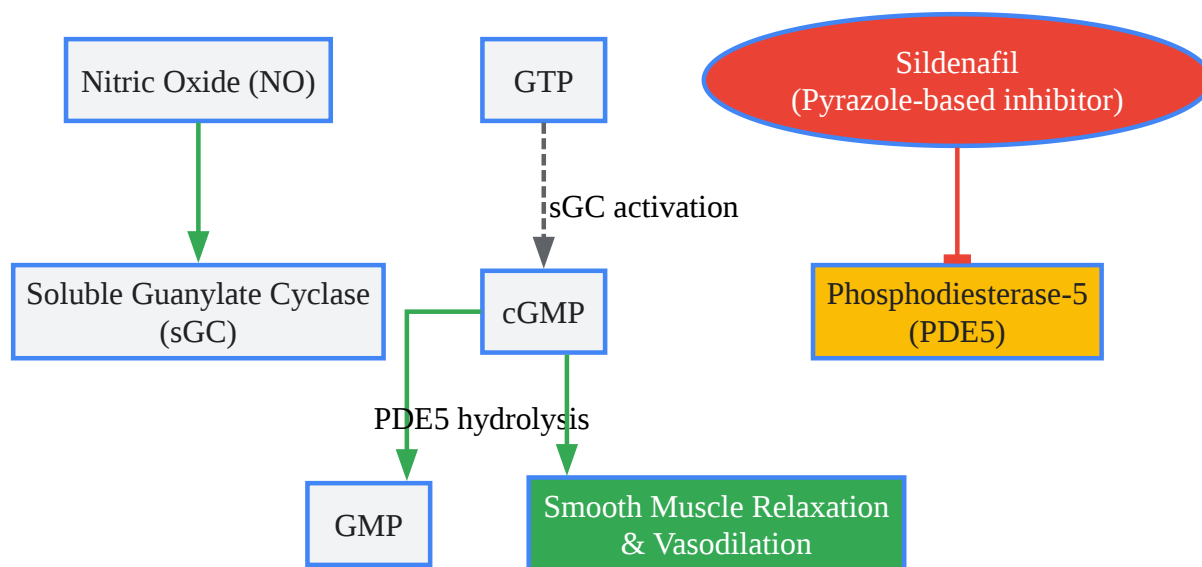 Nitric Oxide (NO)
GTP
Sildenafil
(Pyrazole-based inhibitor)
sGC activation
Soluble Guanylate Cyclase
(sGC)
cGMP
Phosphodiesterase-5
(PDE5)
PDE5 hydrolysis
GMP
Smooth Muscle Relaxation
& Vasodilation